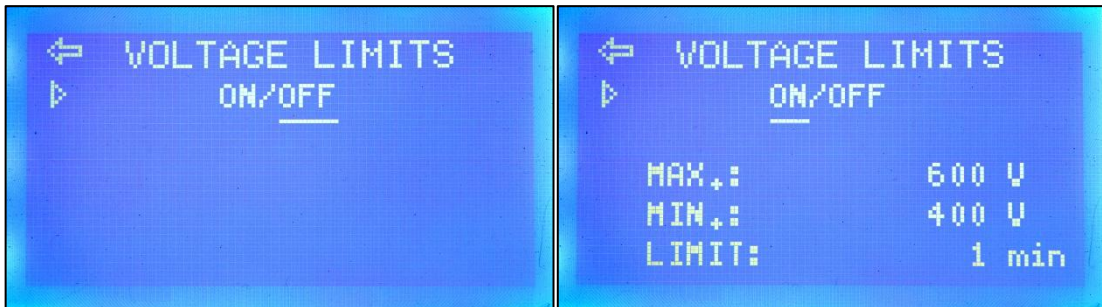 VOLTAGE LIMITS
ON/OFF
VOLTAGE LIMITS
ON/OFF
MAX+: 600 V
MIN+: 400 V
LIMIT: 1 min